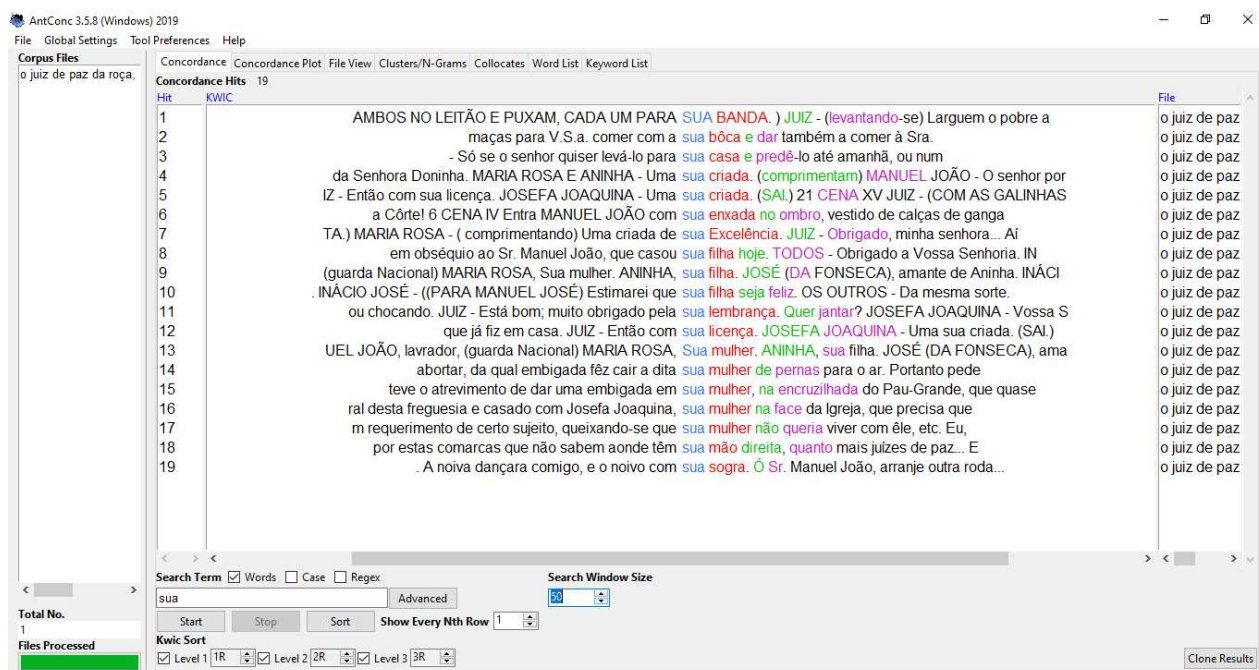 AntConc 3.5.8 (Windows) 2019
File Global Settings Tool Preferences Help
Corpus Files
o juiz de paz da roça,
Concordance Concordance Plot File View Clusters/N-Grams Collocates Word List Keyword List
Concordance Hits 19
Hit KWIC File
1 AMBOS NO LEITÃO E PUXAM, CADA UM PARA SUA BANDA. ) JUIZ - (levantando-se) Larguem o pobre a o juiz de paz
2 maças para V.S.a. comer com a sua bôca e dar também a comer à Sra. o juiz de paz
3 - Só se o senhor quiser levá-lo para sua casa e predê-lo até amanhã, ou num o juiz de paz
4 da Senhora Doninha. MARIA ROSA E ANINHA - Uma sua criada. (comprimentam) MANUEL JOÃO - O senhor por o juiz de paz
5 IZ - Então com sua licença. JOSEFA JOAQUINA - Uma sua criada. (SAI.) 21 CENA XV JUIZ - (COM AS GALINHAS o juiz de paz
6 a Côrte! 6 CENA IV Entra MANUEL JOÃO com sua enxada no ombro, vestido de calças de ganga o juiz de paz
7 TA.) MARIA ROSA - ( comprimentando) Uma criada de sua Excelência. JUIZ - Obrigado, minha senhora... Aí o juiz de paz
8 em obséquio ao Sr. Manuel João, que casou sua filha hoje. TODOS - Obrigado a Vossa Senhoria. IN o juiz de paz
9 (guarda Nacional) MARIA ROSA, Sua mulher. ANINHA, sua filha. JOSÉ (DA FONSECA), amante de Aninha. INÁCI o juiz de paz
10 . INÁCIO JOSÉ - ((PARA MANUEL JOSÉ) Estimarei que sua filha seja feliz. OS OUTROS - Da mesma sorte. o juiz de paz
11 ou chocando. JUIZ - Está bom; muito obrigado pela sua lembrança. Quer jantar? JOSEFA JOAQUINA - Vossa S o juiz de paz
12 que já fiz em casa. JUIZ - Então com sua licença. JOSEFA JOAQUINA - Uma sua criada. (SAI.) o juiz de paz
13 UEL JOÃO, lavrador, (guarda Nacional) MARIA ROSA, Sua mulher. ANINHA, sua filha. JOSÉ (DA FONSECA), ama o juiz de paz
14 abortar, da qual embigada fêz cair a dita sua mulher de pernas para o ar. Portanto pede o juiz de paz
15 teve o atrevimento de dar uma embigada em sua mulher, na encruzilhada do Pau-Grande, que quase o juiz de paz
16 ral desta freguesia e casado com Josefa Joaquina, sua mulher na face da Igreja, que precisa que o juiz de paz
17 m requerimento de certo sujeito, queixando-se que sua mulher não queria viver com êle, etc. Eu, o juiz de paz
18 por estas comarcas que não sabem aonde têm sua mão direita, quanto mais juízes de paz... E o juiz de paz
19 . A noiva dançara comigo, e o noivo com sua sogra. Ó Sr. Manuel João, arranje outra roda... o juiz de paz
Search Term Words Case Regex Search Window Size
sua Advanced 50
Total No.
1
Start Stop Sort Show Every Nth Row 1
Files Processed
Kwic Sort
Level 1 1R Level 2 2R Level 3 3R Clone Results